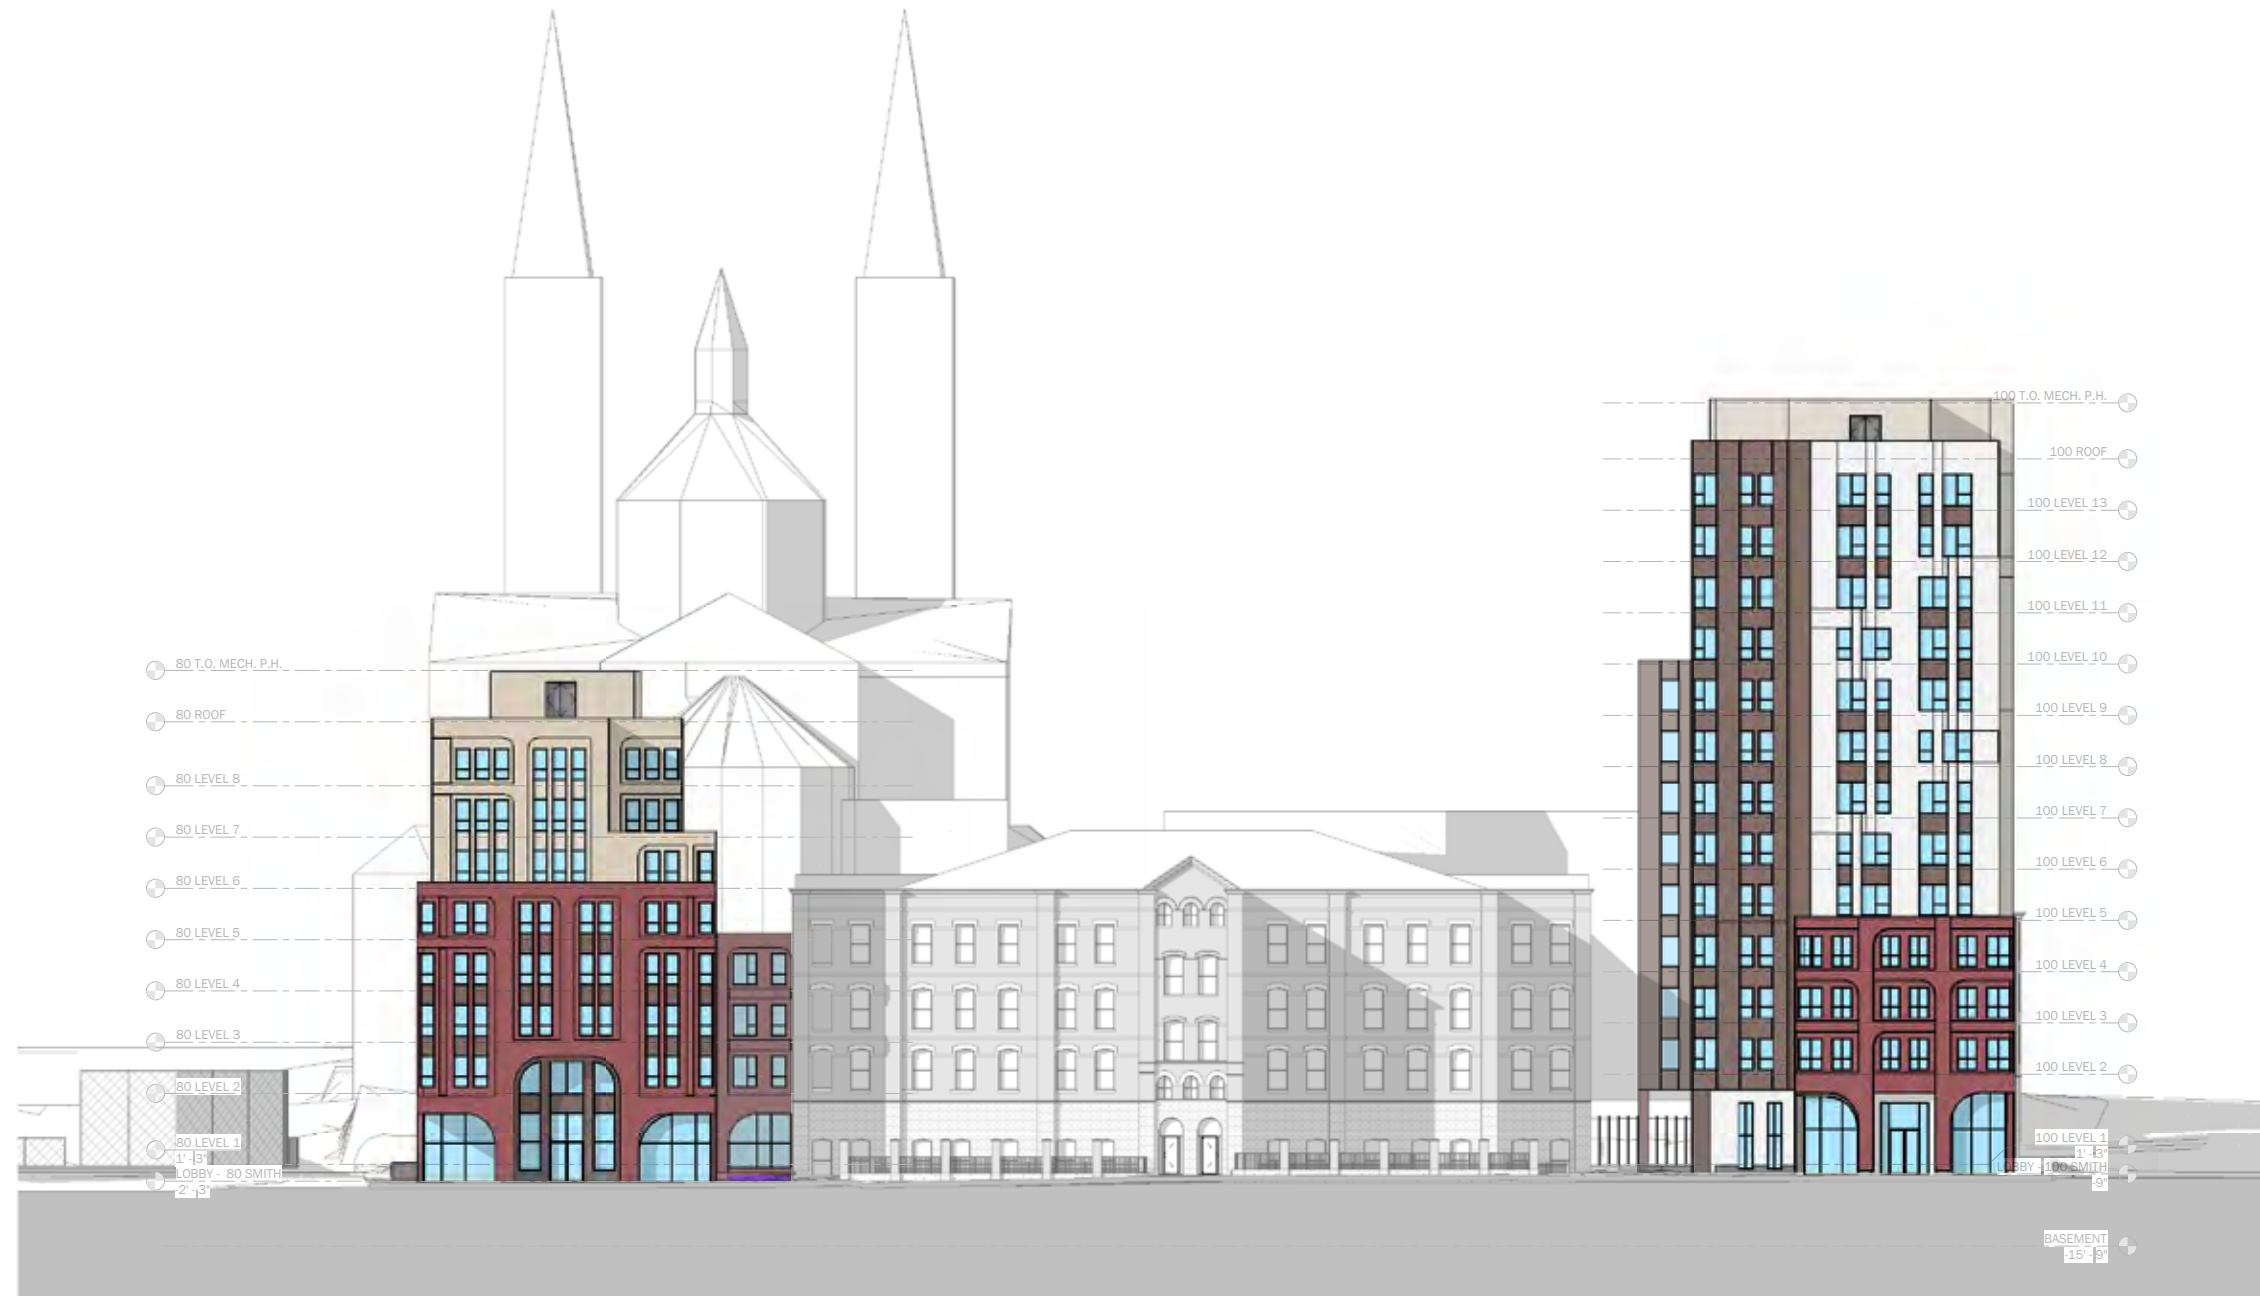 80 T.O. MECH. P.H.
80 ROOF
80 LEVEL 8
80 LEVEL 7
80 LEVEL 6
80 LEVEL 5
80 LEVEL 4
80 LEVEL 3
80 LEVEL 2
80 LEVEL 1
1' - 3"
LOBBY - 80 SMITH
-2' - 3"
100 T.O. MECH. P.H.
100 ROOF
100 LEVEL 13
100 LEVEL 12
100 LEVEL 11
100 LEVEL 10
100 LEVEL 9
100 LEVEL 8
100 LEVEL 7
100 LEVEL 6
100 LEVEL 5
100 LEVEL 4
100 LEVEL 3
100 LEVEL 2
100 LEVEL 1
1' - 3"
LOBBY - 100 SMITH
-9"
BASEMENT
-15' - 9"